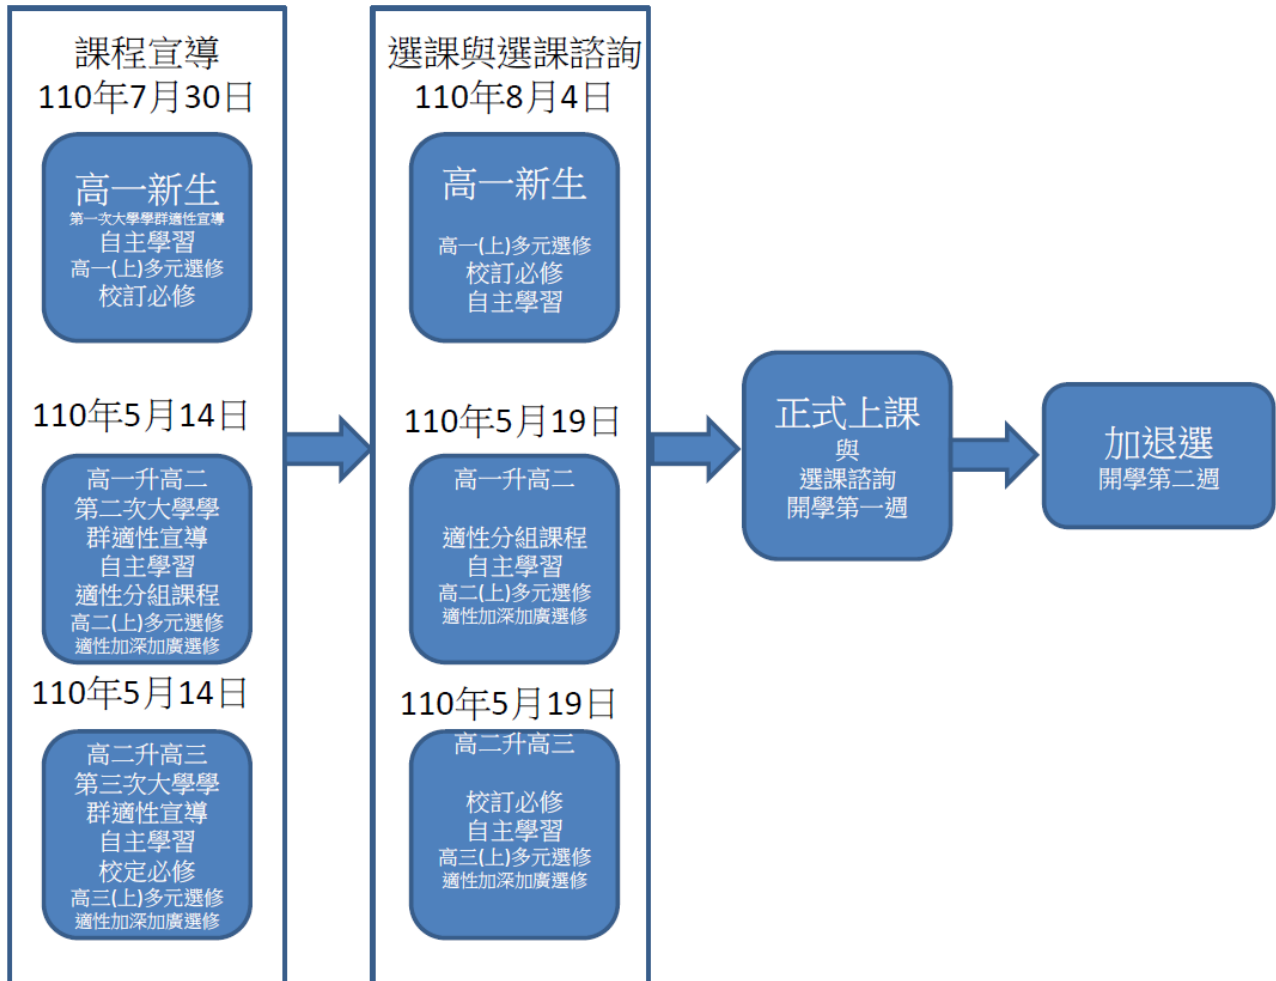 課程宣導
110年7月30日
高一新生
第一次大學學群適性宣導
自主學習
高一(上)多元選修
校訂必修
110年5月14日
高一升高二
第二次大學學
群適性宣導
自主學習
適性分組課程
高二(上)多元選修
適性加深加廣選修
110年5月14日
高二升高三
第三次大學學
群適性宣導
自主學習
校定必修
高三(上)多元選修
適性加深加廣選修
選課與選課諮詢
110年8月4日
高一新生
高一(上)多元選修
校訂必修
自主學習
110年5月19日
高一升高二
適性分組課程
自主學習
高二(上)多元選修
適性加深加廣選修
110年5月19日
高二升高三
校訂必修
自主學習
高三(上)多元選修
適性加深加廣選修
正式上課
與
選課諮詢
開學第一週
加退選
開學第二週